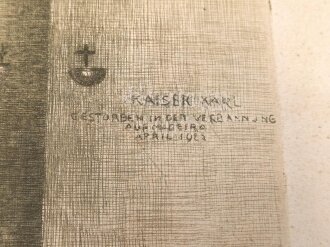 KAISER KARL
GESTORBEN IN DER VERBANNUNG
AUF MADEIRA
APRIL 1922